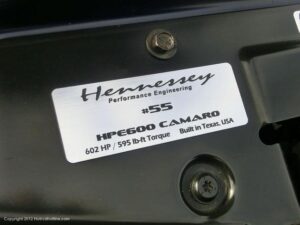 Hennessey
Performance Engineering
#55
HPE600 CAMARO
602 HP / 595 lb-ft Torque Built in Texas, USA